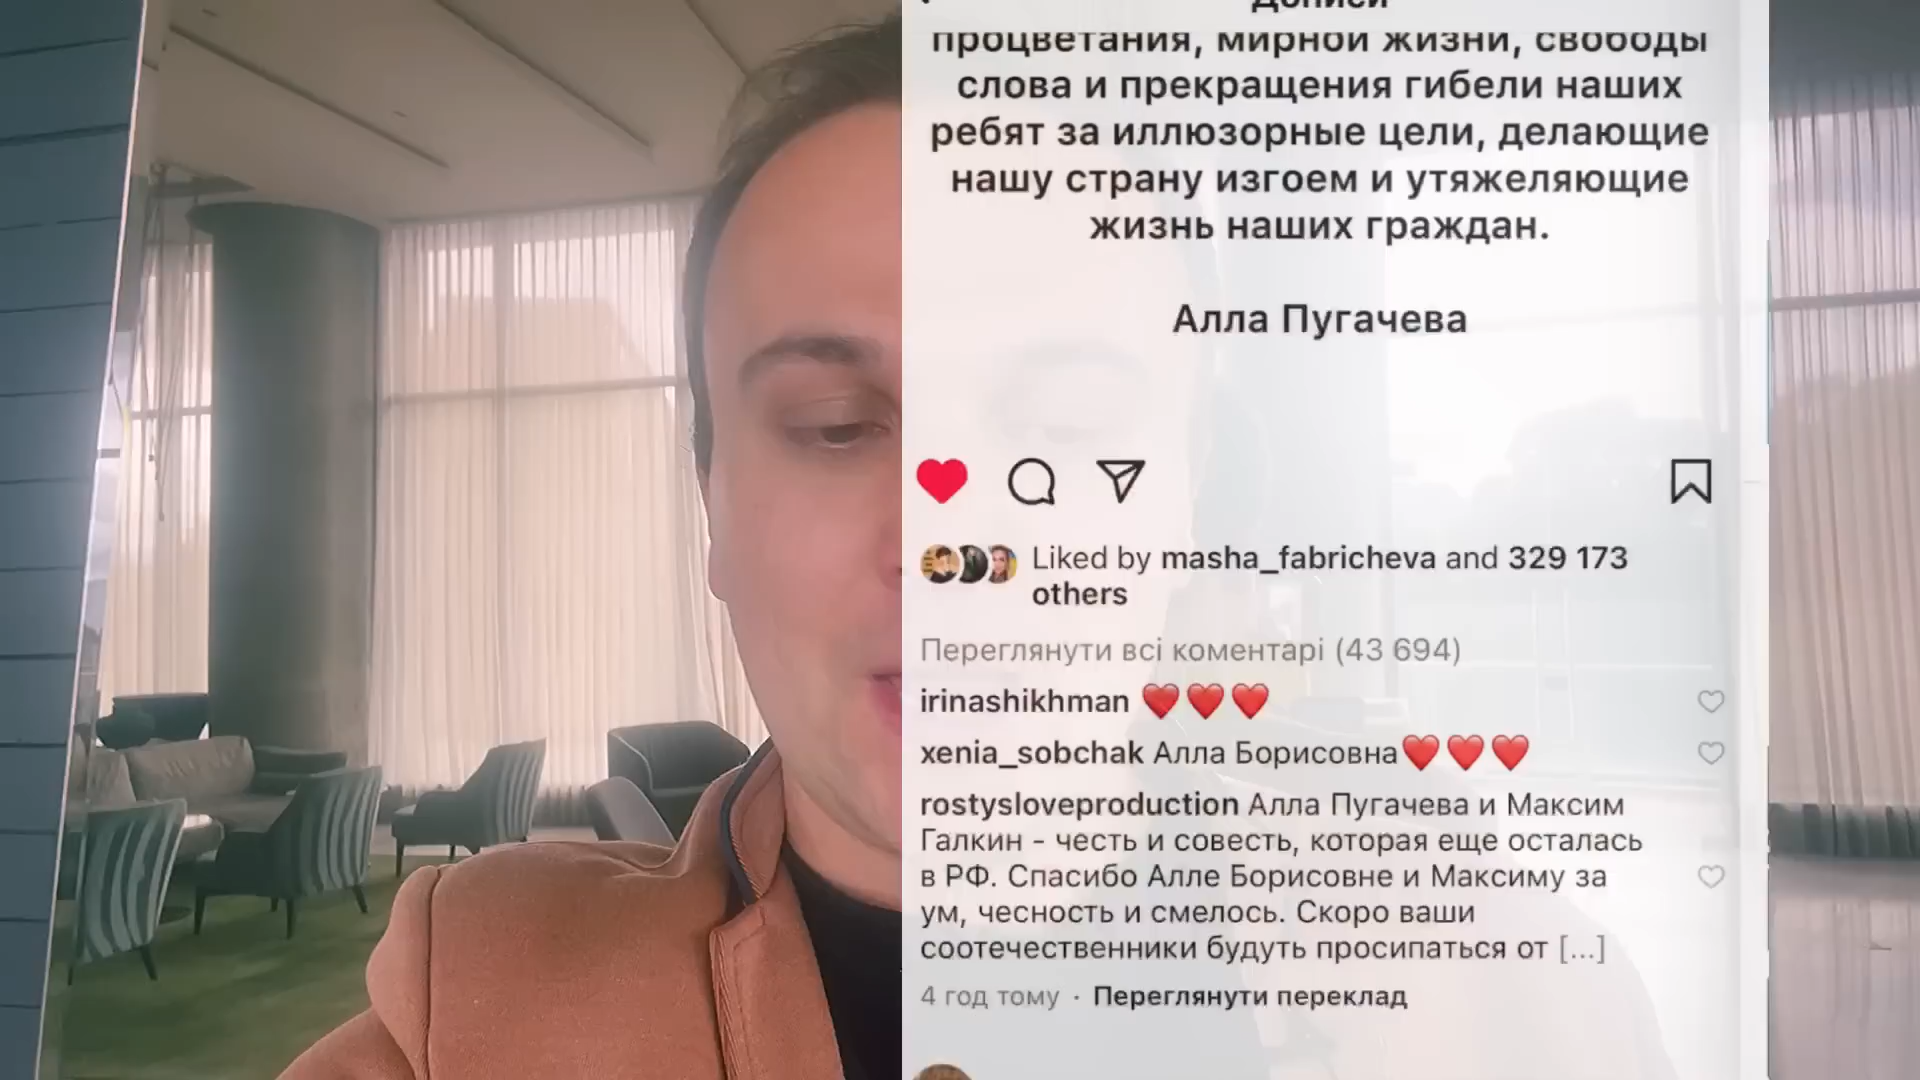 Дописи
процветания, мирной жизни, свободы
слова и прекращения гибели наших
ребят за иллюзорные цели, делающие
нашу страну изгоем и утяжеляющие
жизнь наших граждан.
Алла Пугачева
Liked by masha_fabricheva and 329 173
others
Переглянути всі коментарі (43 694)
irinashikhman ❤️❤️❤️
xenia_sobchak Алла Борисовна❤️❤️❤️
rostysloveproduction Алла Пугачева и Максим
Галкин - честь и совесть, которая еще осталась
в РФ. Спасибо Алле Борисовне и Максиму за
ум, чесность и смелось. Скоро ваши
соотечественники будуть просипаться от [...]
4 год тому · Переглянути переклад